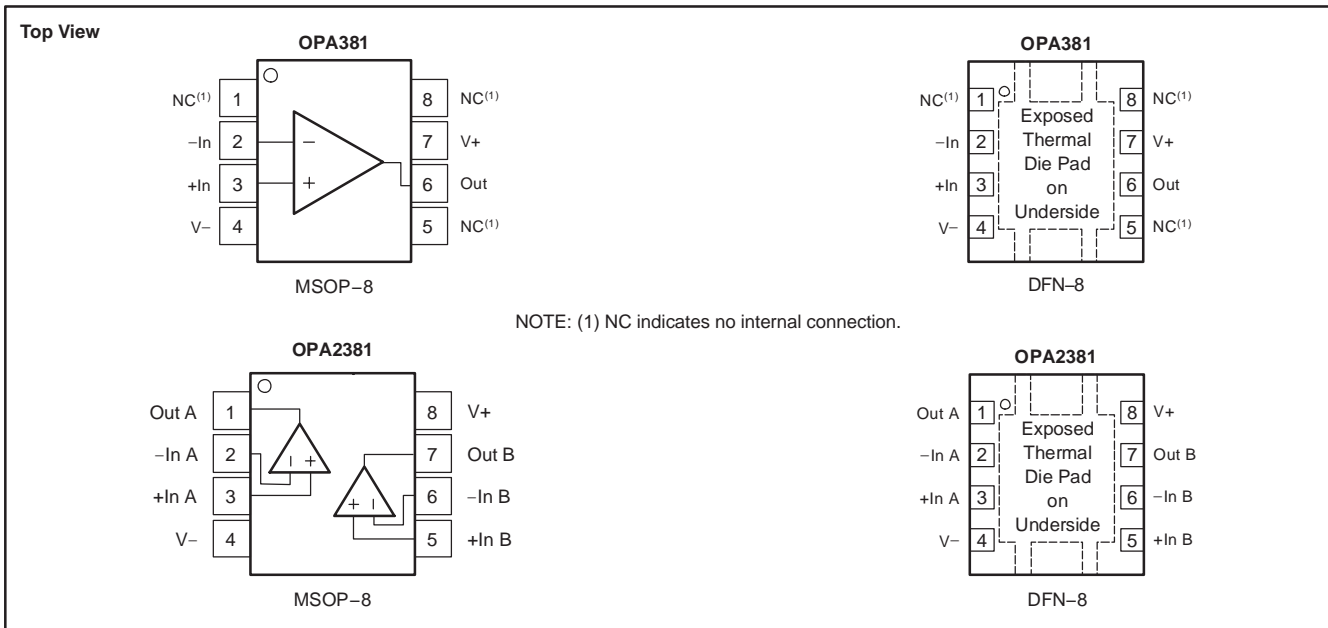 Top View
OPA381
NC(1) 1 8 NC(1)
−In 2 − 7 V+
+In 3 + 6 Out
V− 4 5 NC(1)
MSOP−8
OPA381
NC(1) 1 8 NC(1)
−In 2 7 V+
+In 3 6 Out
V− 4 5 NC(1)
Exposed
Thermal
Die Pad
on
Underside
DFN−8
NOTE: (1) NC indicates no internal connection.
OPA2381
Out A 1 8 V+
−In A 2 − + 7 Out B
+In A 3 + − 6 −In B
V− 4 5 +In B
MSOP−8
OPA2381
Out A 1 8 V+
−In A 2 7 Out B
+In A 3 6 −In B
V− 4 5 +In B
Exposed
Thermal
Die Pad
on
Underside
DFN−8